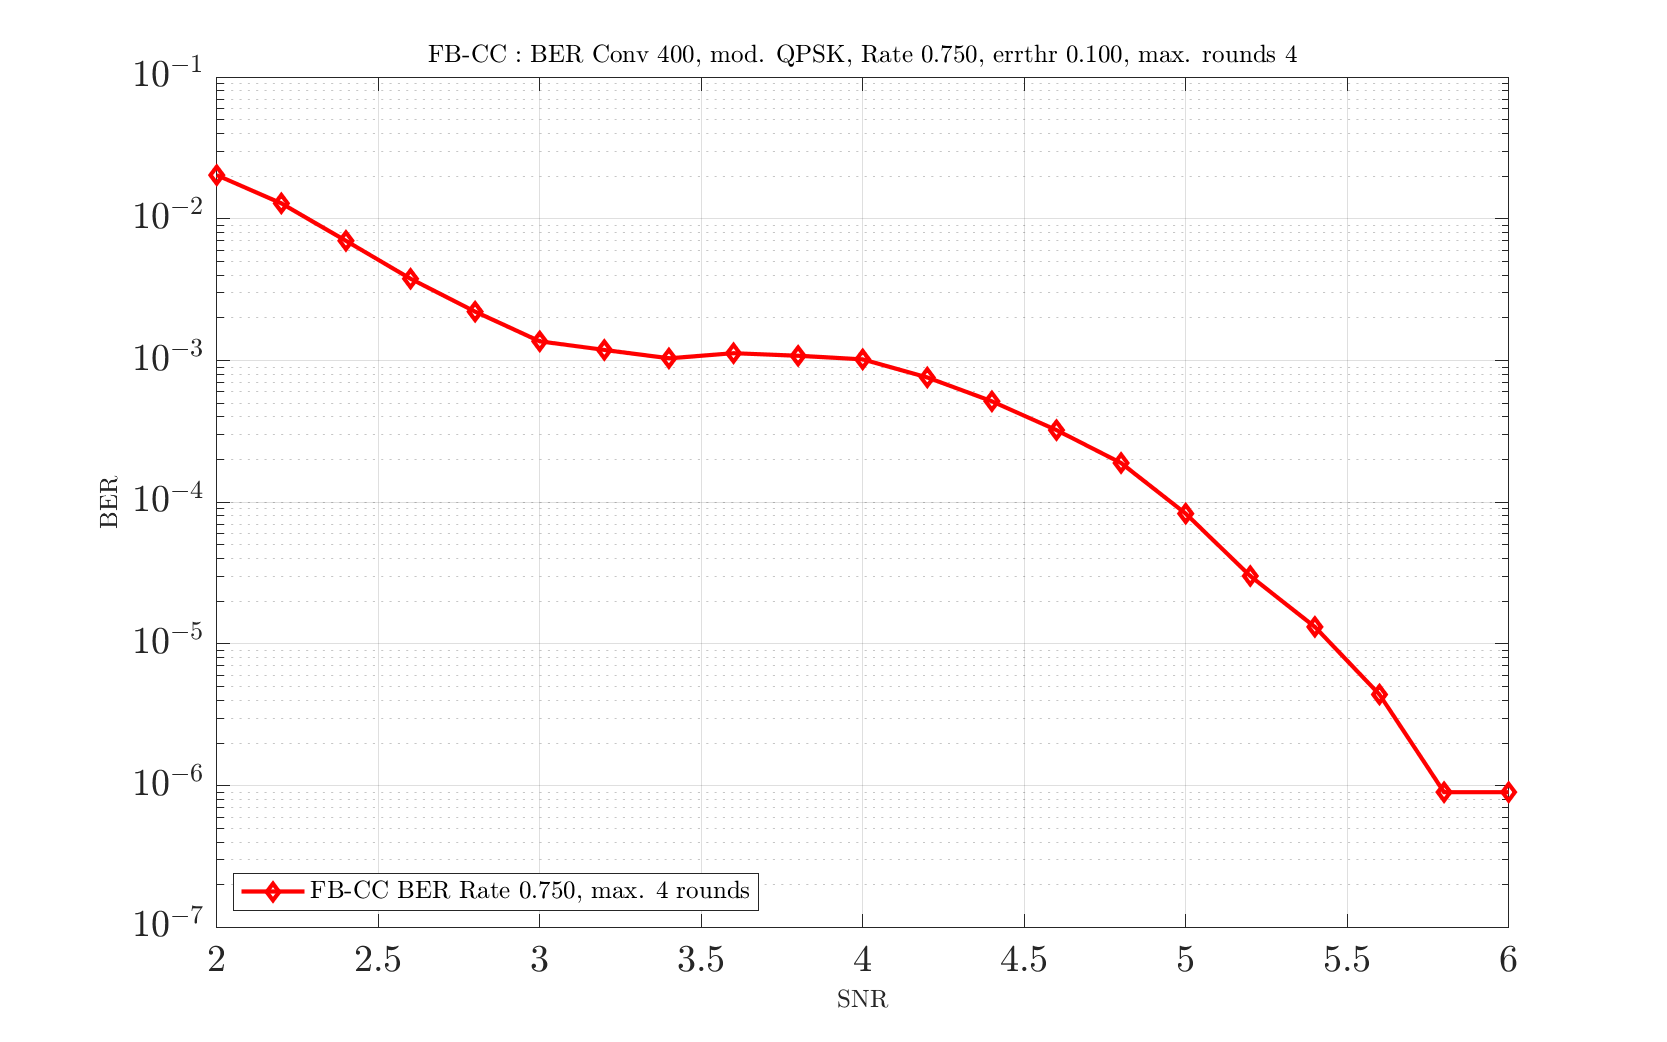 FB-CC : BER Conv 400, mod. QPSK, Rate 0.750, errthr 0.100, max. rounds 4
10⁻¹
10⁻²
10⁻³
10⁻⁴
10⁻⁵
10⁻⁶
10⁻⁷
BER
FB-CC BER Rate 0.750, max. 4 rounds
2 2.5 3 3.5 4 4.5 5 5.5 6
SNR